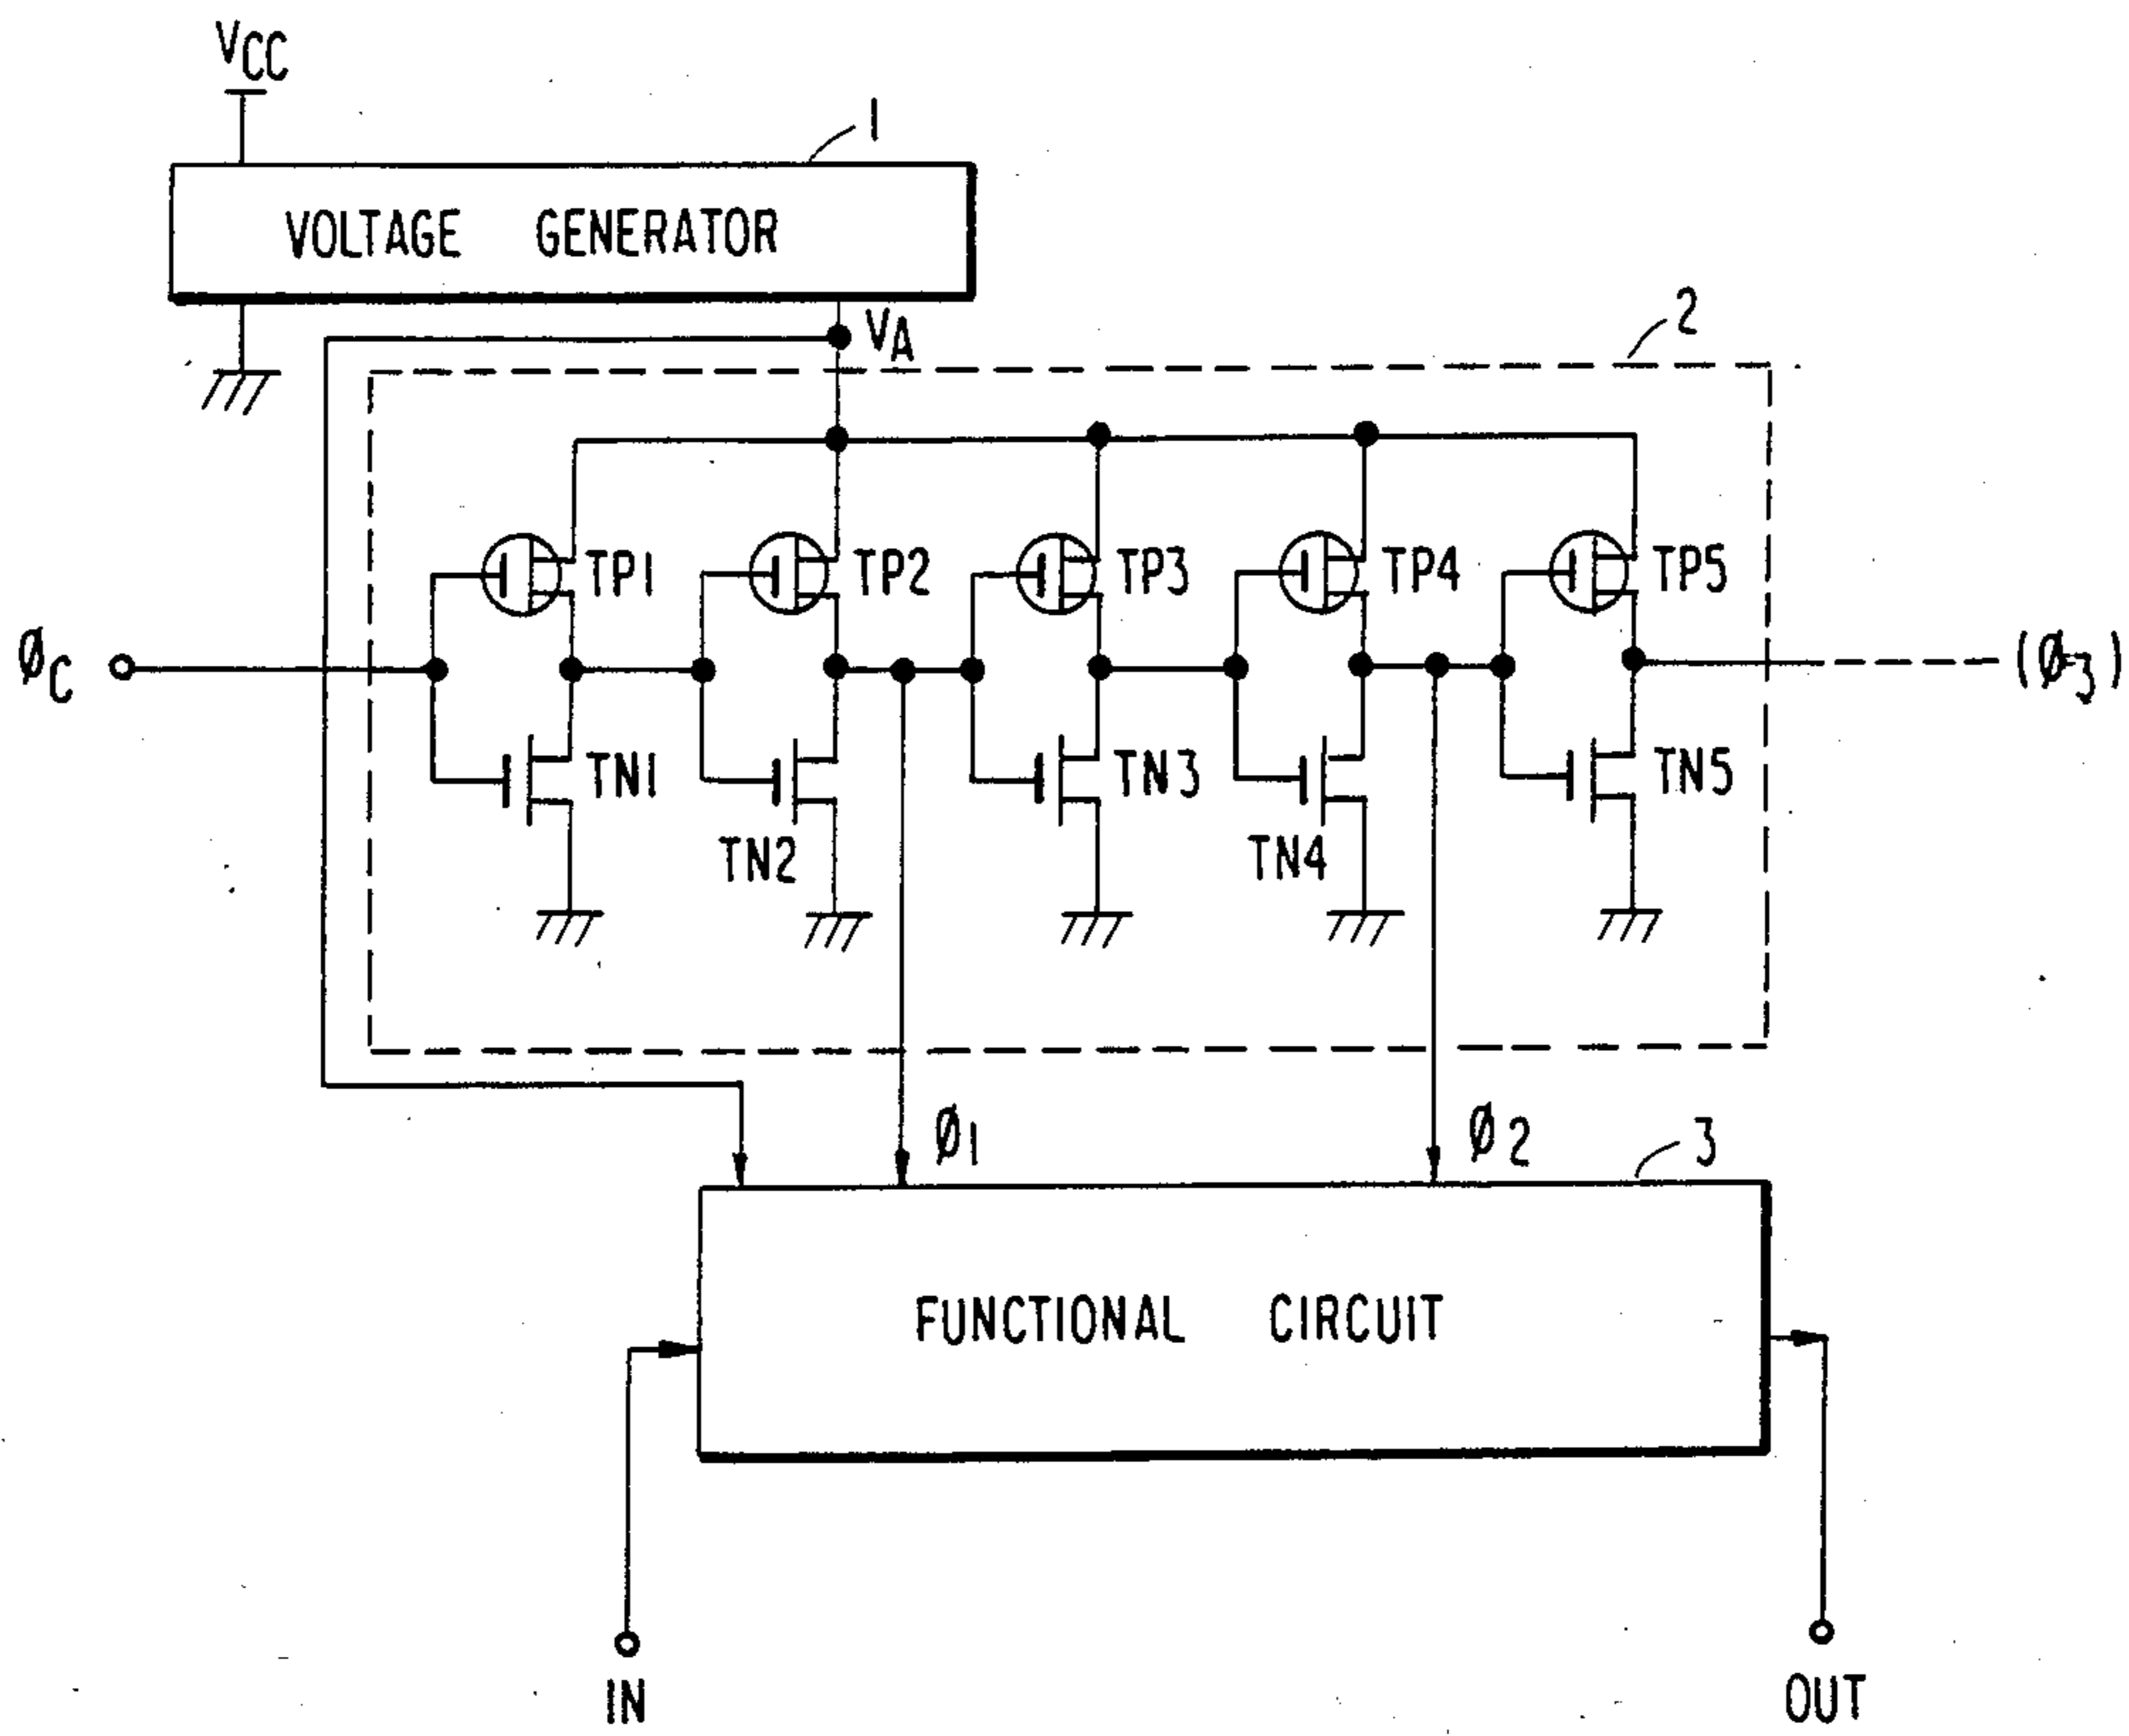 VCC
1
VOLTAGE GENERATOR
VA
2
TP1 TP2 TP3 TP4 TP5
ØC
(Ø3)
TN1 TN3 TN5
TN2 TN4
Ø1 Ø2 3
FUNCTIONAL CIRCUIT
IN OUT